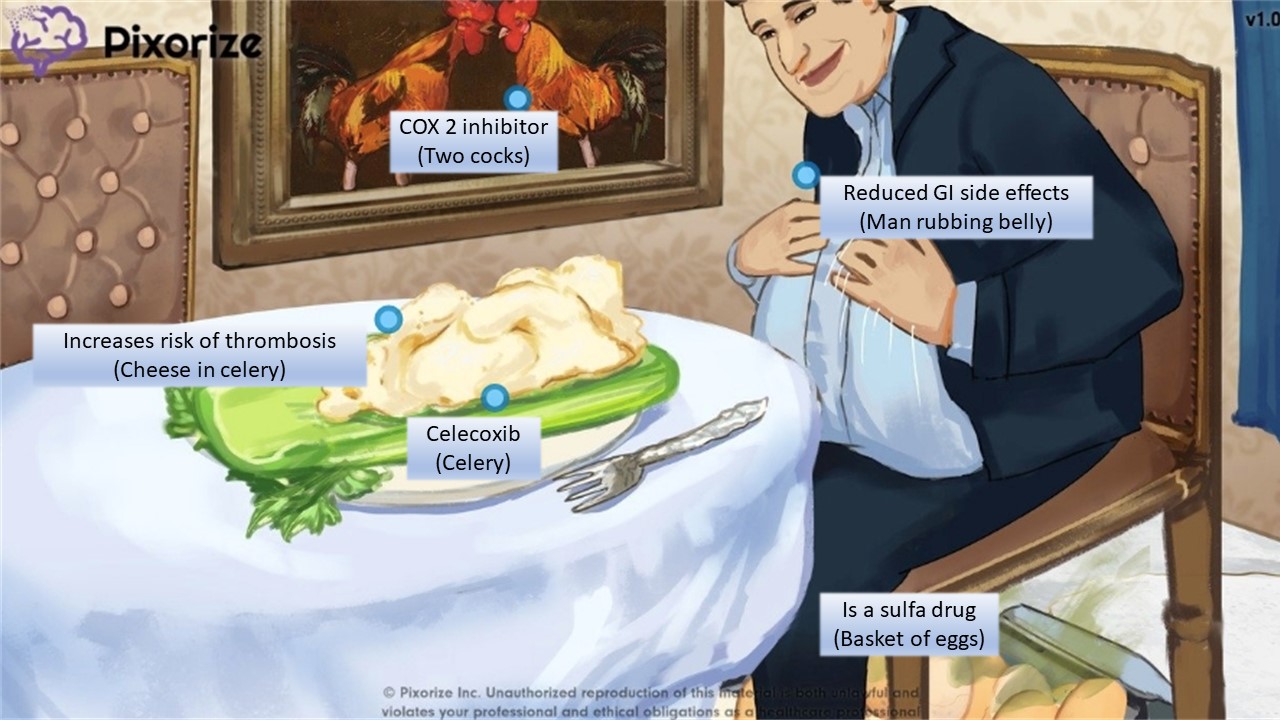 Pixorize
v1.0
COX 2 inhibitor
(Two cocks)
Reduced GI side effects
(Man rubbing belly)
Increases risk of thrombosis
(Cheese in celery)
Celecoxib
(Celery)
Is a sulfa drug
(Basket of eggs)
© Pixorize Inc. Unauthorized reproduction of this material is both unlawful and
violates your professional and ethical obligations as a healthcare professional